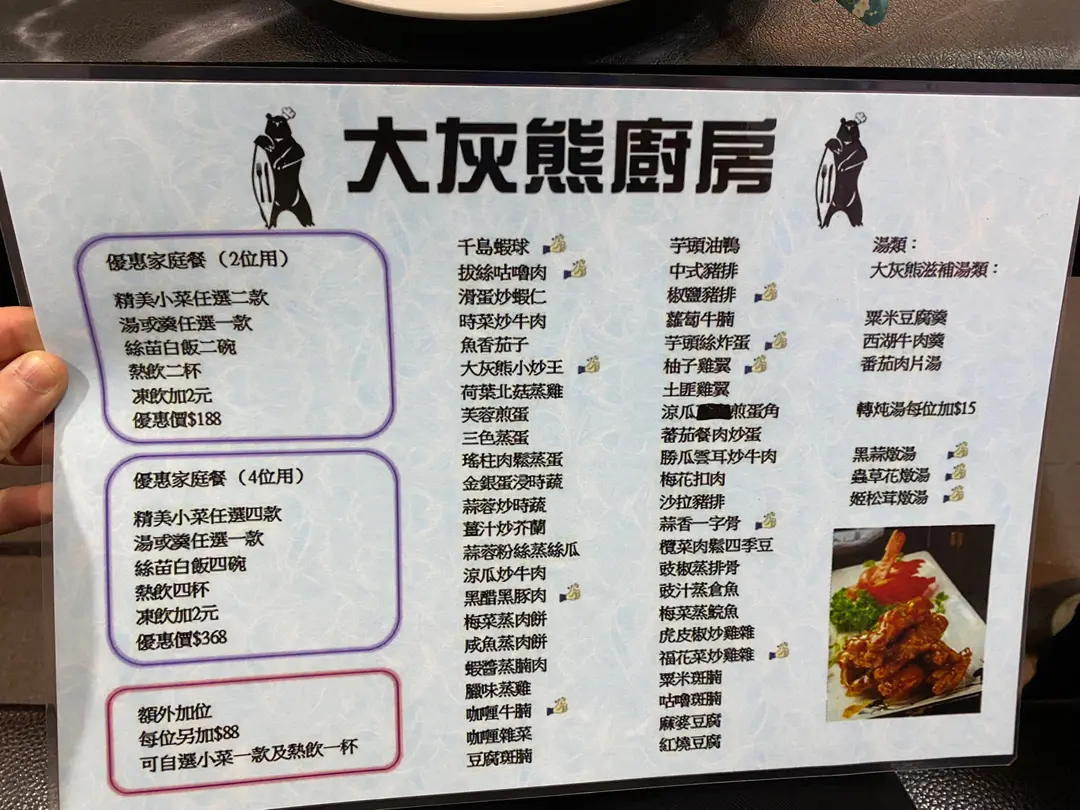 大灰熊廚房
優惠家庭餐（2位用）
精美小菜任選二款
湯或羹任選一款
絲苗白飯二碗
熱飲二杯
凍飲加2元
優惠價$188
優惠家庭餐（4位用）
精美小菜任選四款
湯或羹任選一款
絲苗白飯四碗
熱飲四杯
凍飲加2元
優惠價$368
額外加位
每位另加$88
可自選小菜一款及熱飲一杯
千島蝦球
拔絲咕嚕肉
滑蛋炒蝦仁
時菜炒牛肉
魚香茄子
大灰熊小炒王
荷葉北菇蒸雞
芙蓉煎蛋
三色蒸蛋
瑤柱肉鬆蒸蛋
金銀蛋浸時蔬
蒜蓉炒時蔬
薑汁炒芥蘭
蒜蓉粉絲蒸絲瓜
涼瓜炒牛肉
黑醋黑豚肉
梅菜蒸肉餅
咸魚蒸肉餅
蝦醬蒸腩肉
臘味蒸雞
咖喱牛腩
咖喱雜菜
豆腐斑腩
芋頭油鴨
中式豬排
椒鹽豬排
蘿蔔牛腩
芋頭絲炸蛋
柚子雞翼
土匪雞翼
涼瓜煎蛋角
蕃茄餐肉炒蛋
勝瓜雲耳炒牛肉
梅花扣肉
沙拉豬排
蒜香一字骨
欖菜肉鬆四季豆
豉椒蒸排骨
豉汁蒸倉魚
梅菜蒸鯇魚
虎皮椒炒雞雜
福花菜炒雞雜
粟米斑腩
咕嚕斑腩
麻婆豆腐
紅燒豆腐
湯類：
大灰熊滋補湯類：
粟米豆腐羹
西湖牛肉羹
番茄肉片湯
轉炖湯每位加$15
黑蒜燉湯
蟲草花燉湯
姬松茸燉湯